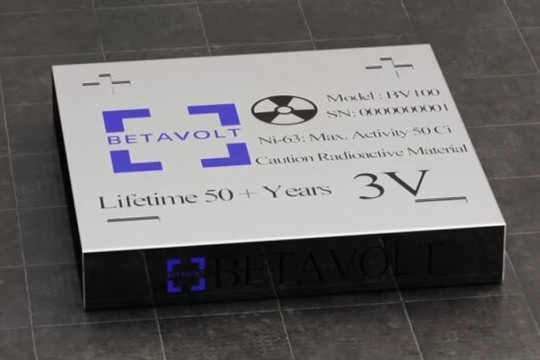 Model : BV100
SN: 0000000001
BETAVOLT
Ni-63: Max. Activity 50 Ci
Caution Radioactive Material
Lifetime 50 + Years
3V
BETAVOLT
BETAVOLT